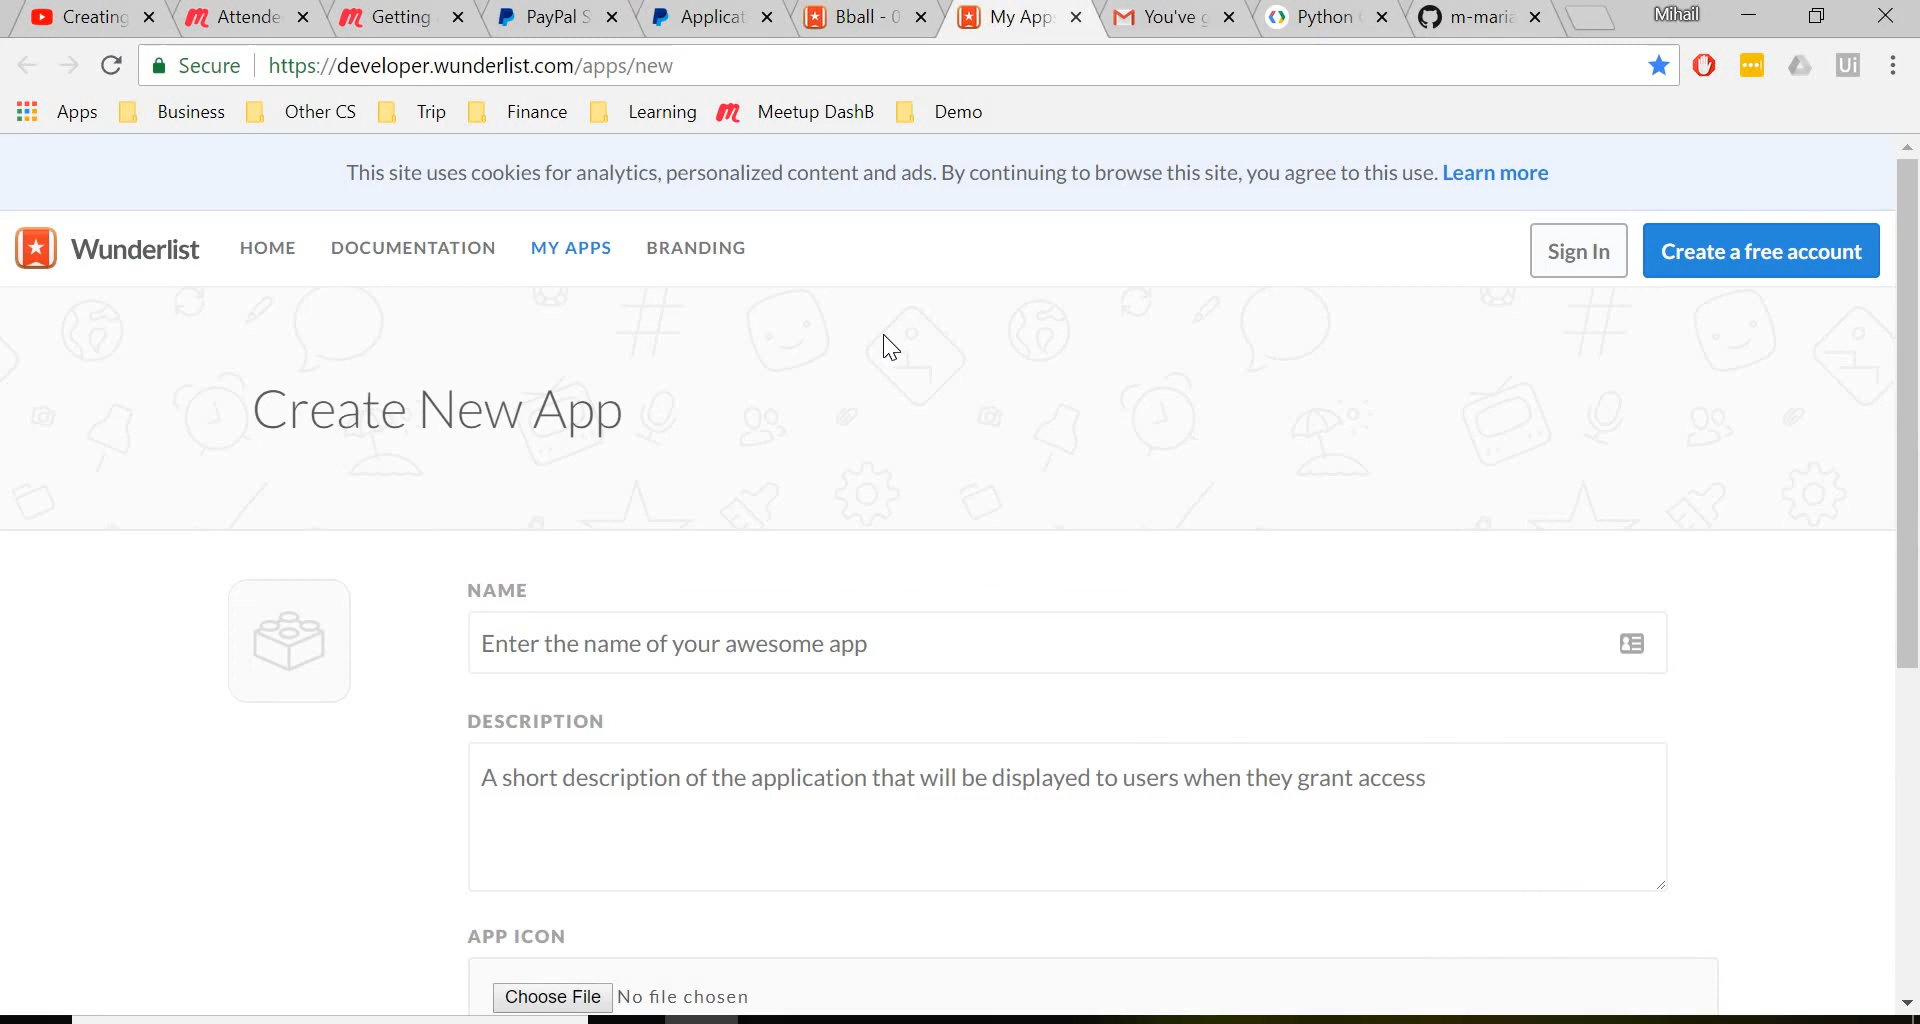 Creating
Attende
Getting
PayPal S
Applicat
Bball - 0
My App
You've g
Python
m-maria
Mihail
Secure
https://developer.wunderlist.com/apps/new
Ui
Apps
Business
Other CS
Trip
Finance
Learning
Meetup DashB
Demo
This site uses cookies for analytics, personalized content and ads. By continuing to browse this site, you agree to this use. Learn more
Wunderlist
HOME
DOCUMENTATION
MY APPS
BRANDING
Sign In
Create a free account
Create New App
NAME
Enter the name of your awesome app
DESCRIPTION
A short description of the application that will be displayed to users when they grant access
APP ICON
Choose File No file chosen